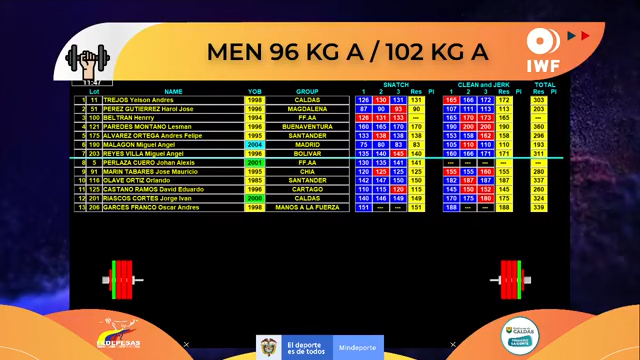 MEN 96 KG A / 102 KG A
IWF
11:47
SNATCH CLEAN and JERK TOTAL
Lot NAME YOB GROUP 1 2 3 Res Pl 1 2 3 Res Pl Res Pl
1 11 TREJOS Yeison Andres 1998 CALDAS 126 130 131 131 165 166 172 172 303
2 51 PEREZ GUTIERREZ Harol Jose 1996 MAGDALENA 87 90 93 90 107 111 113 113 203
3 100 BELTRAN Henrry 1994 FF.AA 126 131 133 --- 165 170 173 165 ---
4 121 PAREDES MONTANO Lesman 1996 BUENAVENTURA 160 165 170 170 190 200 200 190 360
5 175 ALVAREZ ORTEGA Andres Felipe 1995 SANTANDER 133 138 138 138 153 158 162 158 296
6 190 MALAGON Miguel Angel 2004 MADRID 75 80 83 83 105 110 110 110 193
7 203 REYES VILLA Miguel Angel 1996 BOLIVAR 135 140 145 140 160 166 171 171 311
8 5 PERLAZA CUERO Johan Alexis 2001 FF.AA 130 135 141 141 --- --- --- --- ---
9 91 MARIN TABARES Jose Mauricio 1995 CHIA 120 125 125 125 155 155 160 155 280
10 116 OLAVE ORTIZ Orlando 1985 SANTANDER 142 147 150 150 182 187 187 187 337
11 125 CASTANO RAMOS David Eduardo 1996 CARTAGO 110 115 120 115 145 150 152 145 260
12 201 RIASCOS CORTES Jorge Ivan 2000 CALDAS 140 146 149 149 170 175 180 175 324
13 206 GARCES FRANCO Oscar Andres 1998 MANOS A LA FUERZA 151 --- --- 151 188 --- --- 188 339
El deporte
es de todos
Mindeporte
CALDAS